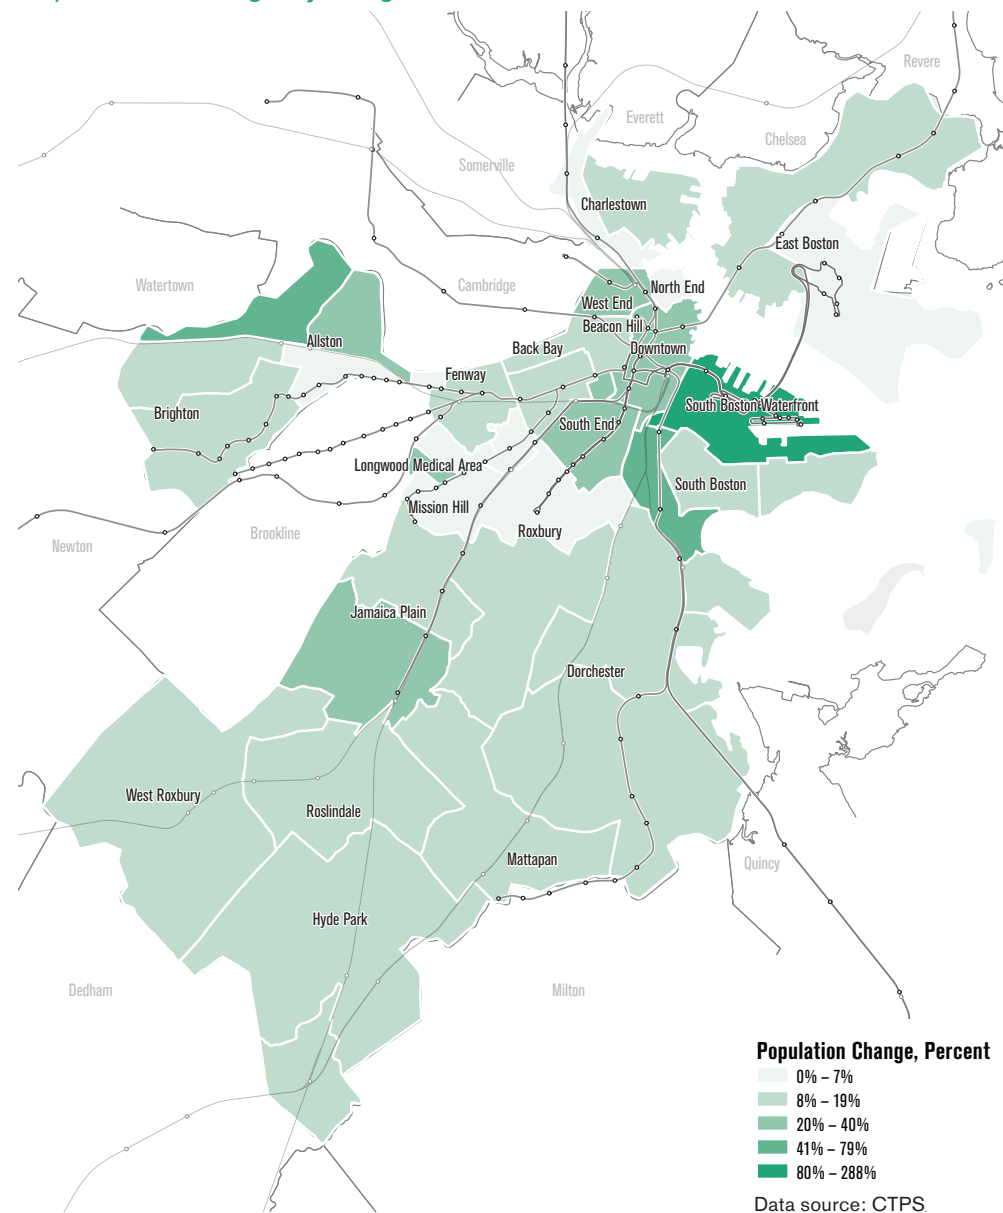 Revere
Everett
Chelsea
Somerville
Charlestown
East Boston
Watertown
Cambridge
North End
West End
Beacon Hill
Allston
Back Bay
Downtown
Fenway
Brighton
South Boston Waterfront
South End
Longwood Medical Area
South Boston
Mission Hill
Roxbury
Brookline
Newton
Jamaica Plain
Dorchester
West Roxbury
Roslindale
Mattapan
Quincy
Hyde Park
Dedham
Milton
Population Change, Percent
0% – 7%
8% – 19%
20% – 40%
41% – 79%
80% – 288%
Data source: CTPS